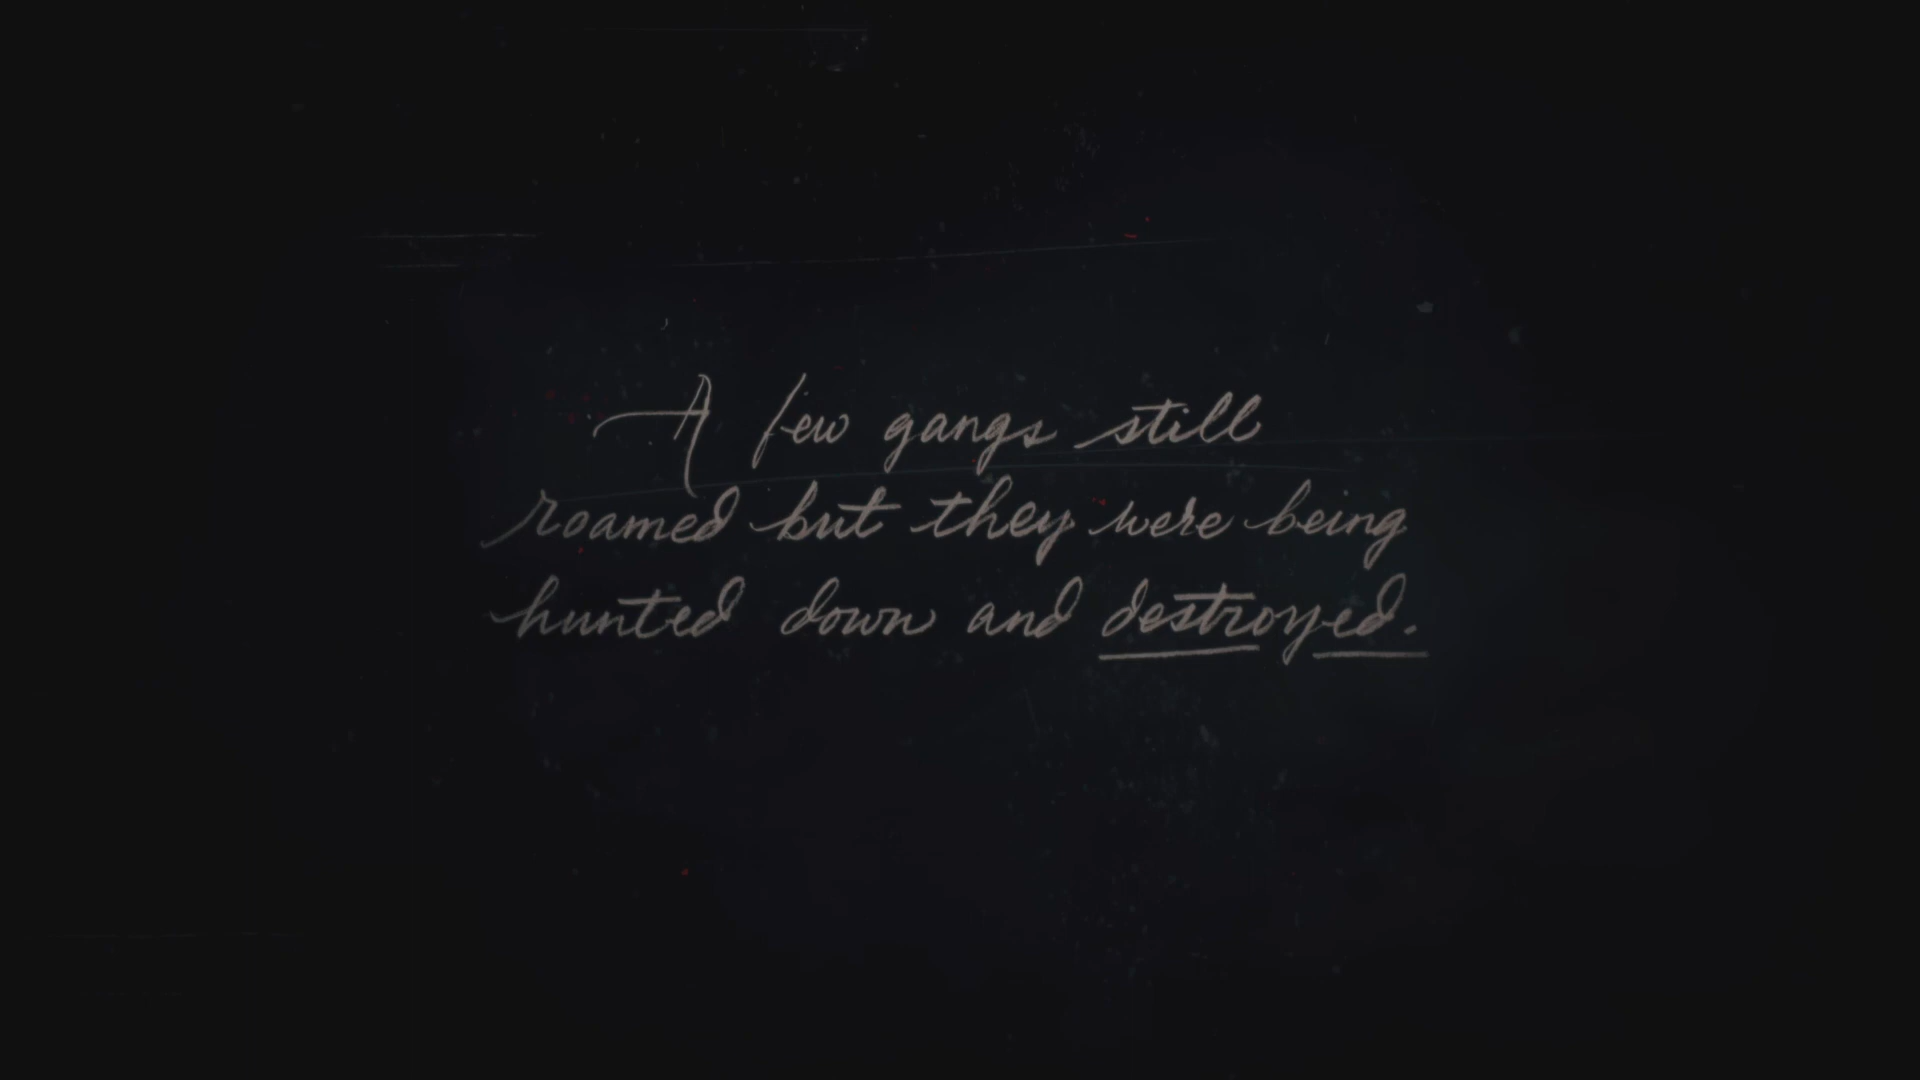 A few gangs still
roamed but they were being
hunted down and destroyed.